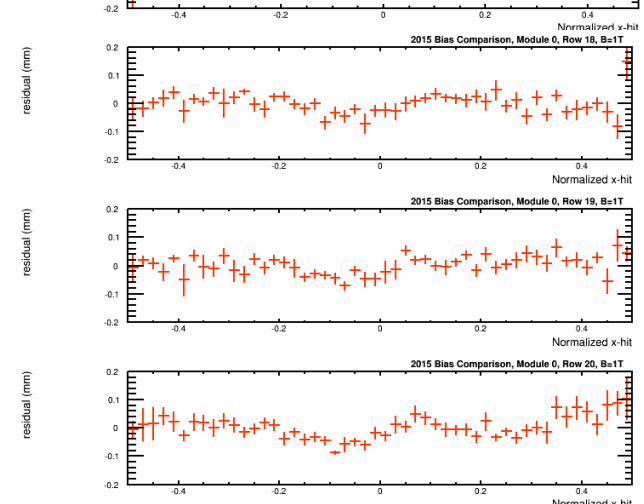 -0.2
-0.4 -0.2 0 0.2 0.4
Normalized x-hit
2015 Bias Comparison, Module 0, Row 18, B=1T
residual (mm)
0.2
0.1
0
-0.1
-0.2
-0.4 -0.2 0 0.2 0.4
Normalized x-hit
2015 Bias Comparison, Module 0, Row 19, B=1T
residual (mm)
0.2
0.1
0
-0.1
-0.2
-0.4 -0.2 0 0.2 0.4
Normalized x-hit
2015 Bias Comparison, Module 0, Row 20, B=1T
residual (mm)
0.2
0.1
0
-0.1
-0.2
-0.4 -0.2 0 0.2 0.4
Normalized x-hit